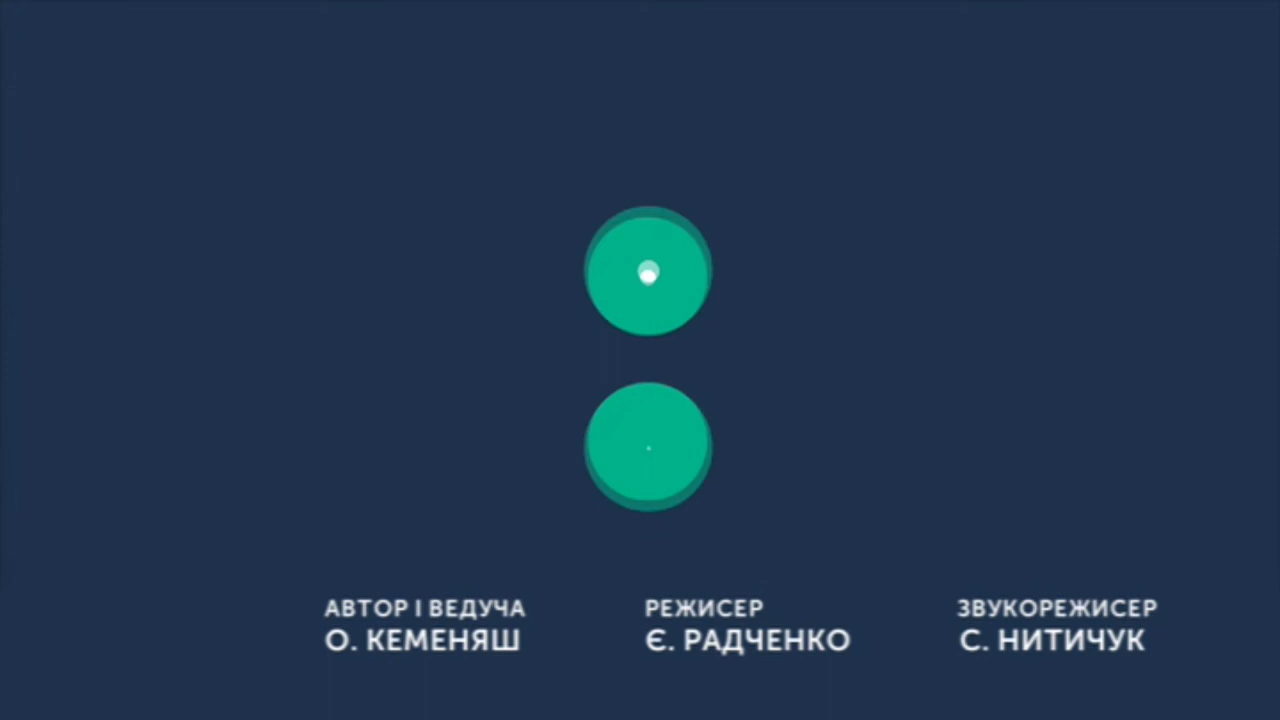 АВТОР І ВЕДУЧА
О. КЕМЕНЯШ
РЕЖИСЕР
Є. РАДЧЕНКО
ЗВУКОРЕЖИСЕР
С. НИТИЧУК